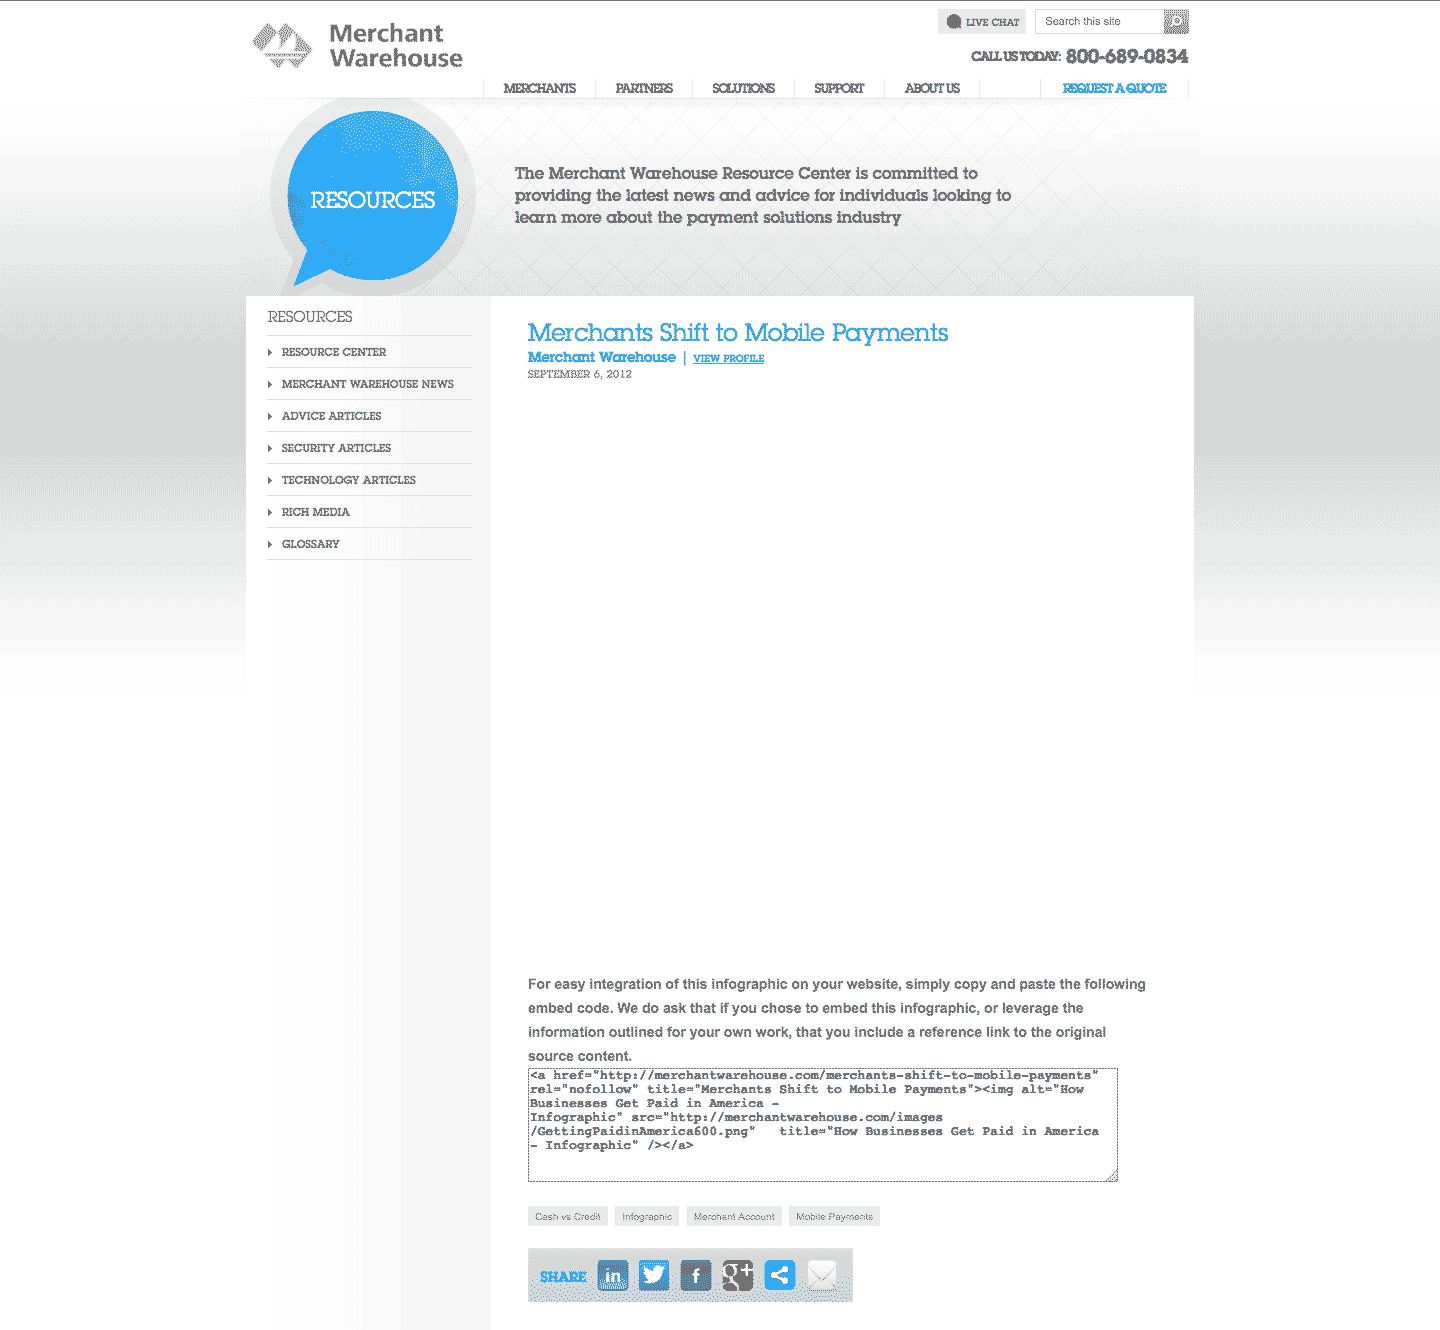 Merchant
Warehouse
LIVE CHAT
Search this site
CALL US TODAY: 800-689-0834
MERCHANTS
PARTNERS
SOLUTIONS
SUPPORT
ABOUT US
REQUEST A QUOTE
RESOURCES
The Merchant Warehouse Resource Center is committed to
providing the latest news and advice for individuals looking to
learn more about the payment solutions industry
RESOURCES
RESOURCE CENTER
MERCHANT WAREHOUSE NEWS
ADVICE ARTICLES
SECURITY ARTICLES
TECHNOLOGY ARTICLES
RICH MEDIA
GLOSSARY
Merchants Shift to Mobile Payments
Merchant Warehouse | VIEW PROFILE
SEPTEMBER 6, 2012
For easy integration of this infographic on your website, simply copy and paste the following
embed code. We do ask that if you chose to embed this infographic, or leverage the
information outlined for your own work, that you include a reference link to the original
source content.
<a href="http://merchantwarehouse.com/merchants-shift-to-mobile-payments"
rel="nofollow" title="Merchants Shift to Mobile Payments"><img alt="How
Businesses Get Paid in America -
Infographic" src="http://merchantwarehouse.com/images
/GettingPaidinAmerica600.png"   title="How Businesses Get Paid in America
- Infographic" /></a>
Cash vs Credit
Infographic
Merchant Account
Mobile Payments
SHARE
in
f
g+